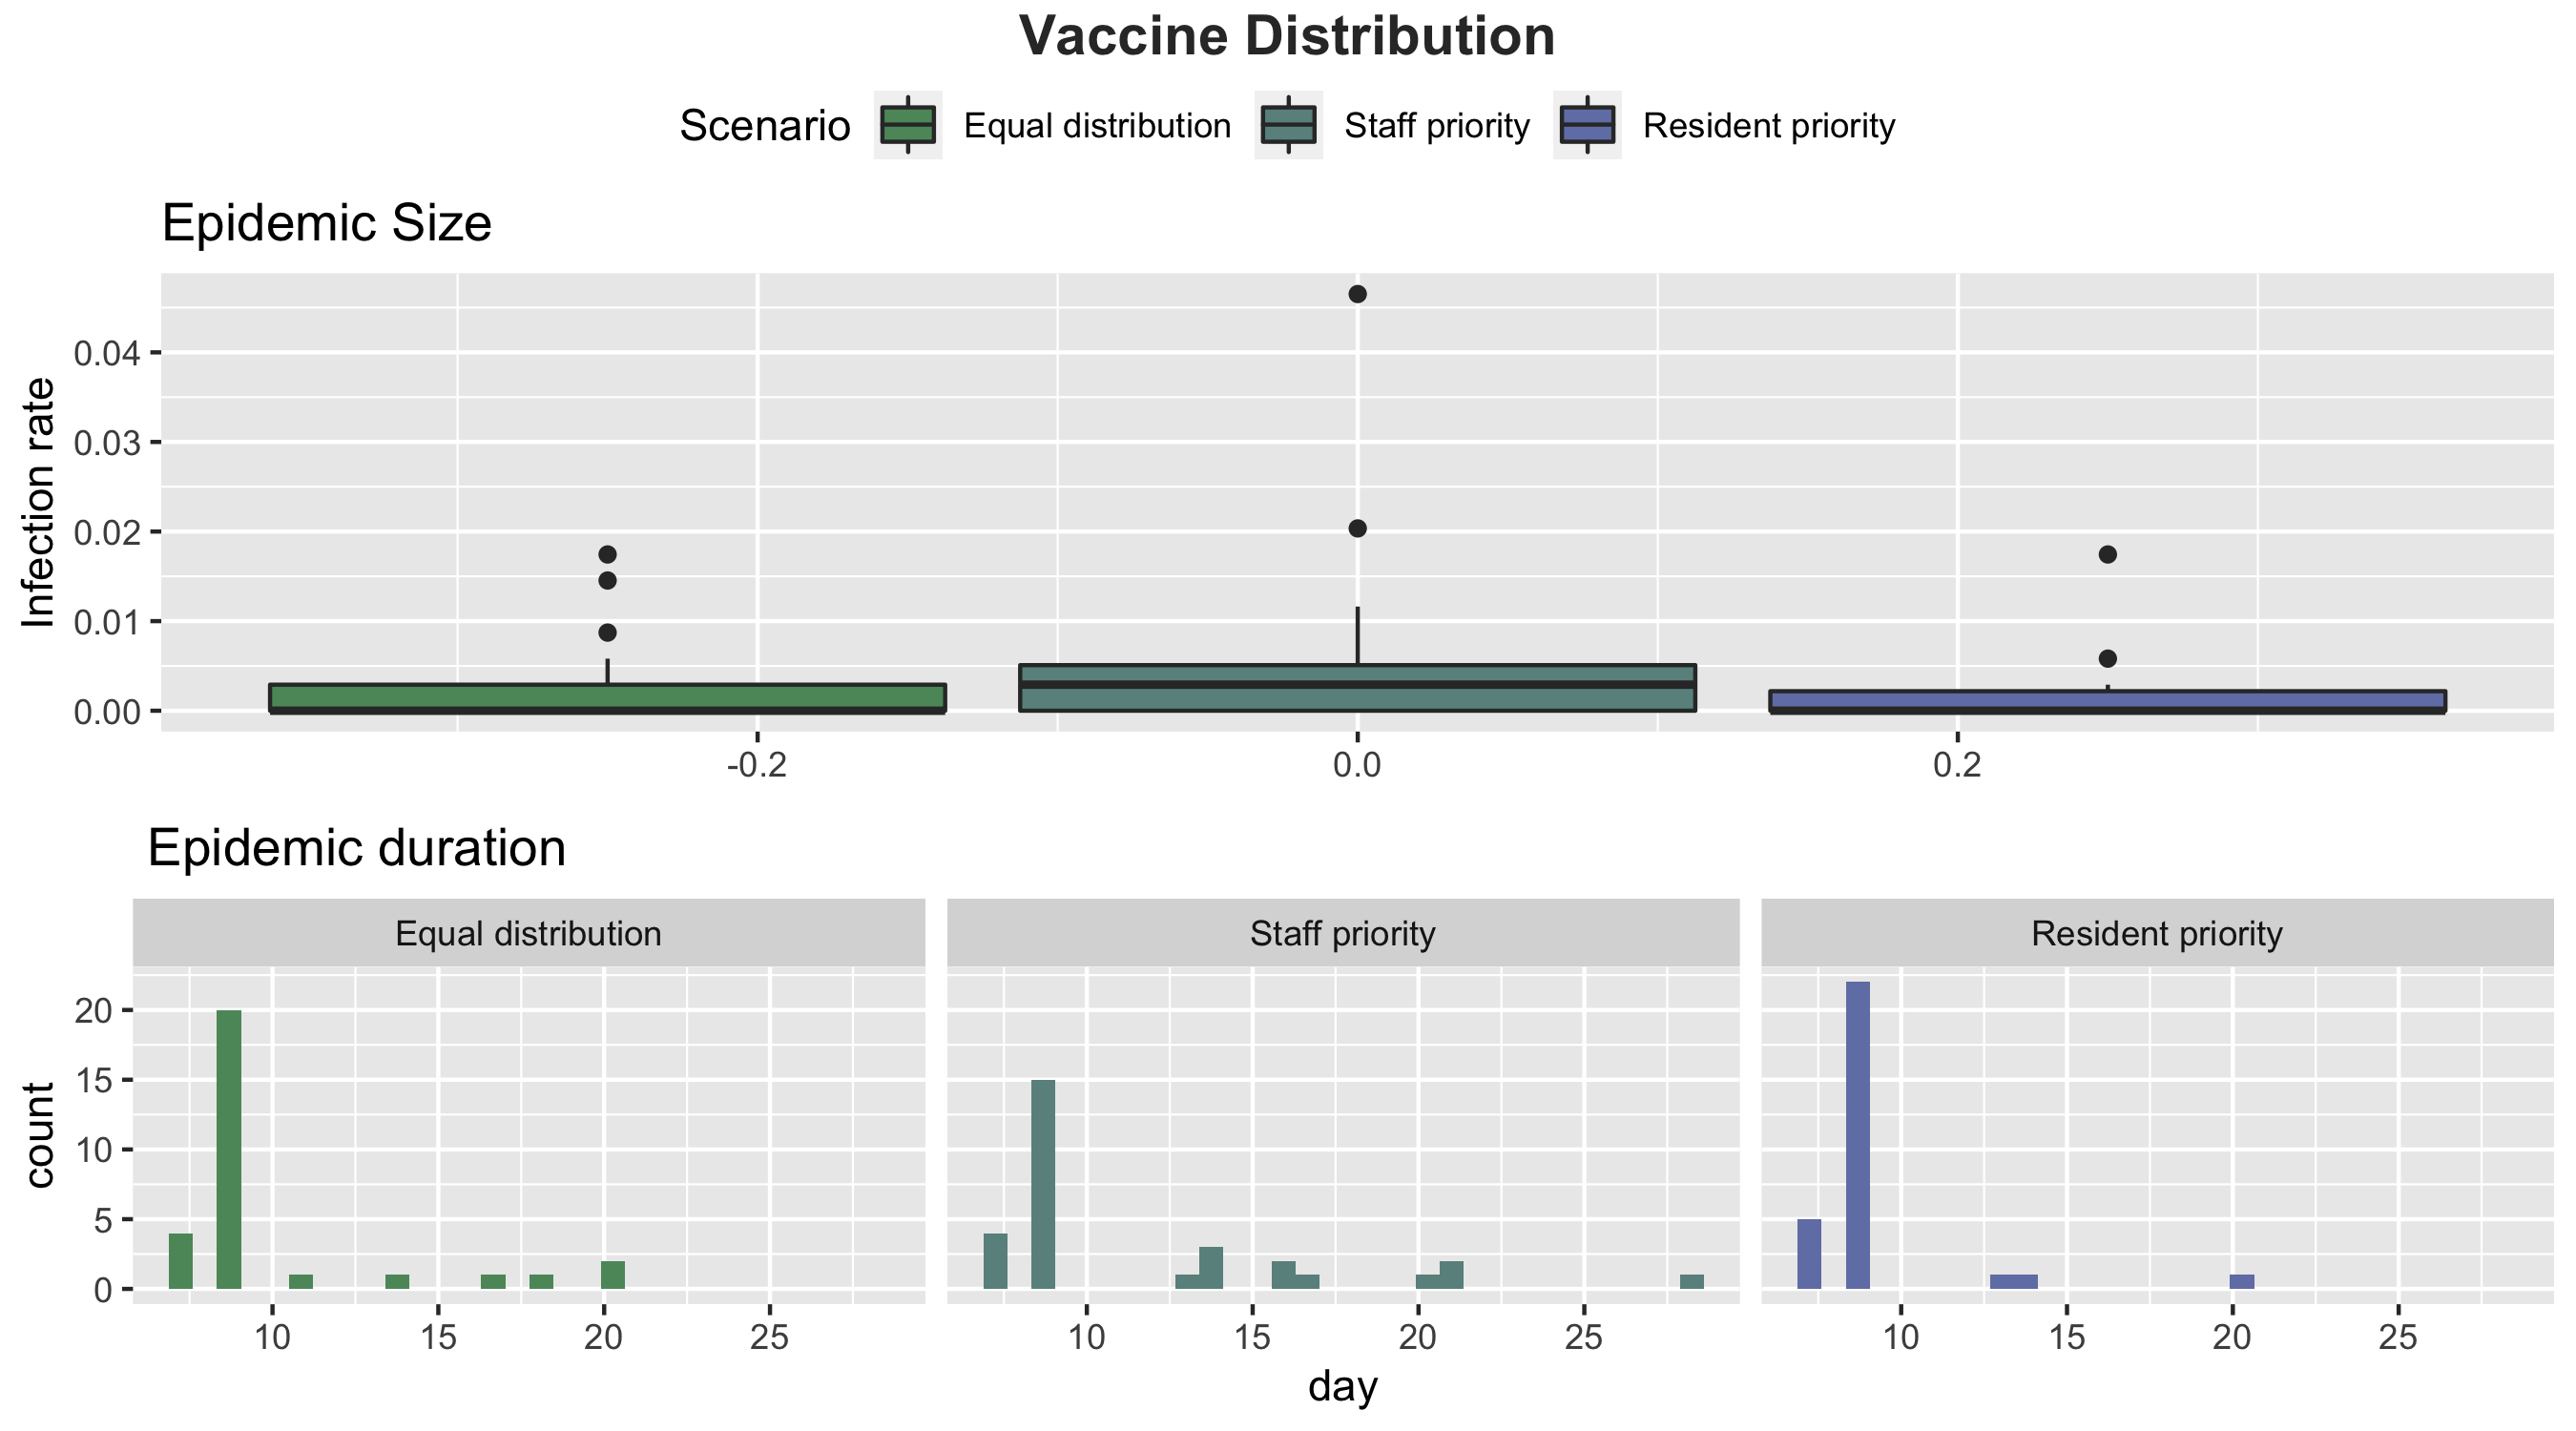 Vaccine Distribution
Scenario Equal distribution Staff priority Resident priority
Epidemic Size
Infection rate
0.04
0.03
0.02
0.01
0.00
-0.2 0.0 0.2
Epidemic duration
Equal distribution Staff priority Resident priority
count
20
15
10
5
0
10 15 20 25 10 15 20 25 10 15 20 25
day